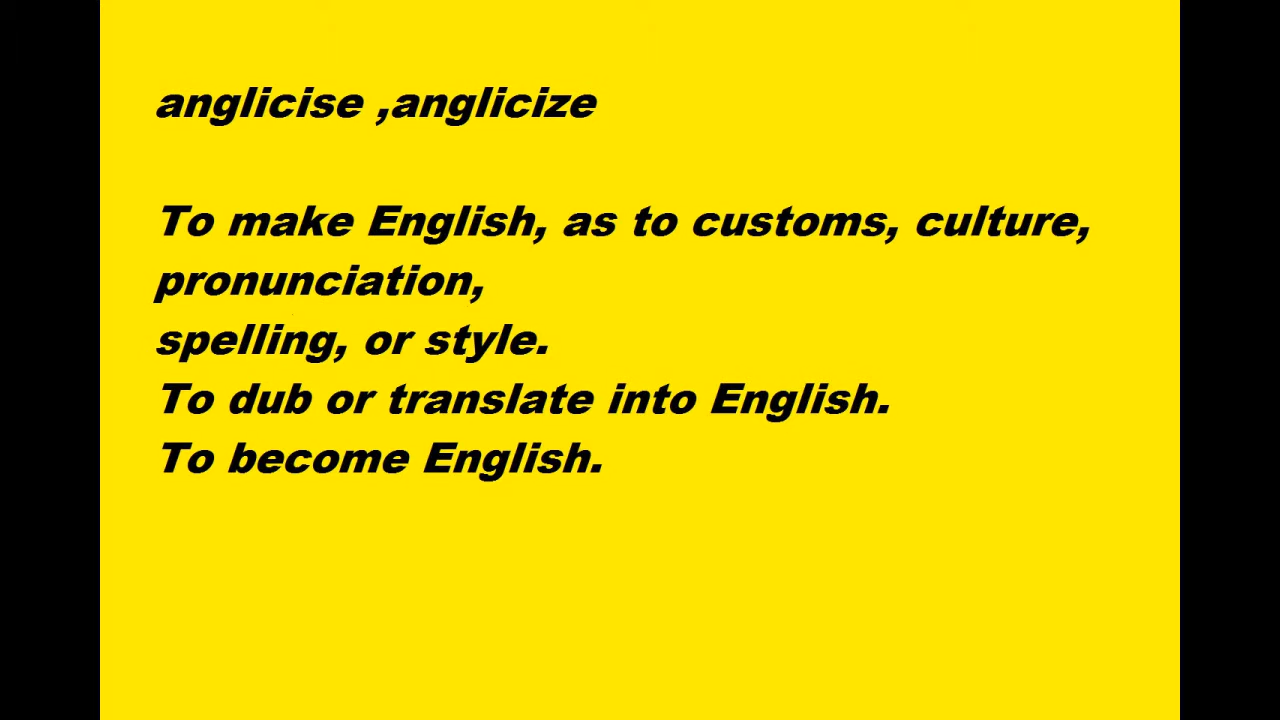 anglicise ,anglicize
To make English, as to customs, culture,
pronunciation,
spelling, or style.
To dub or translate into English.
To become English.